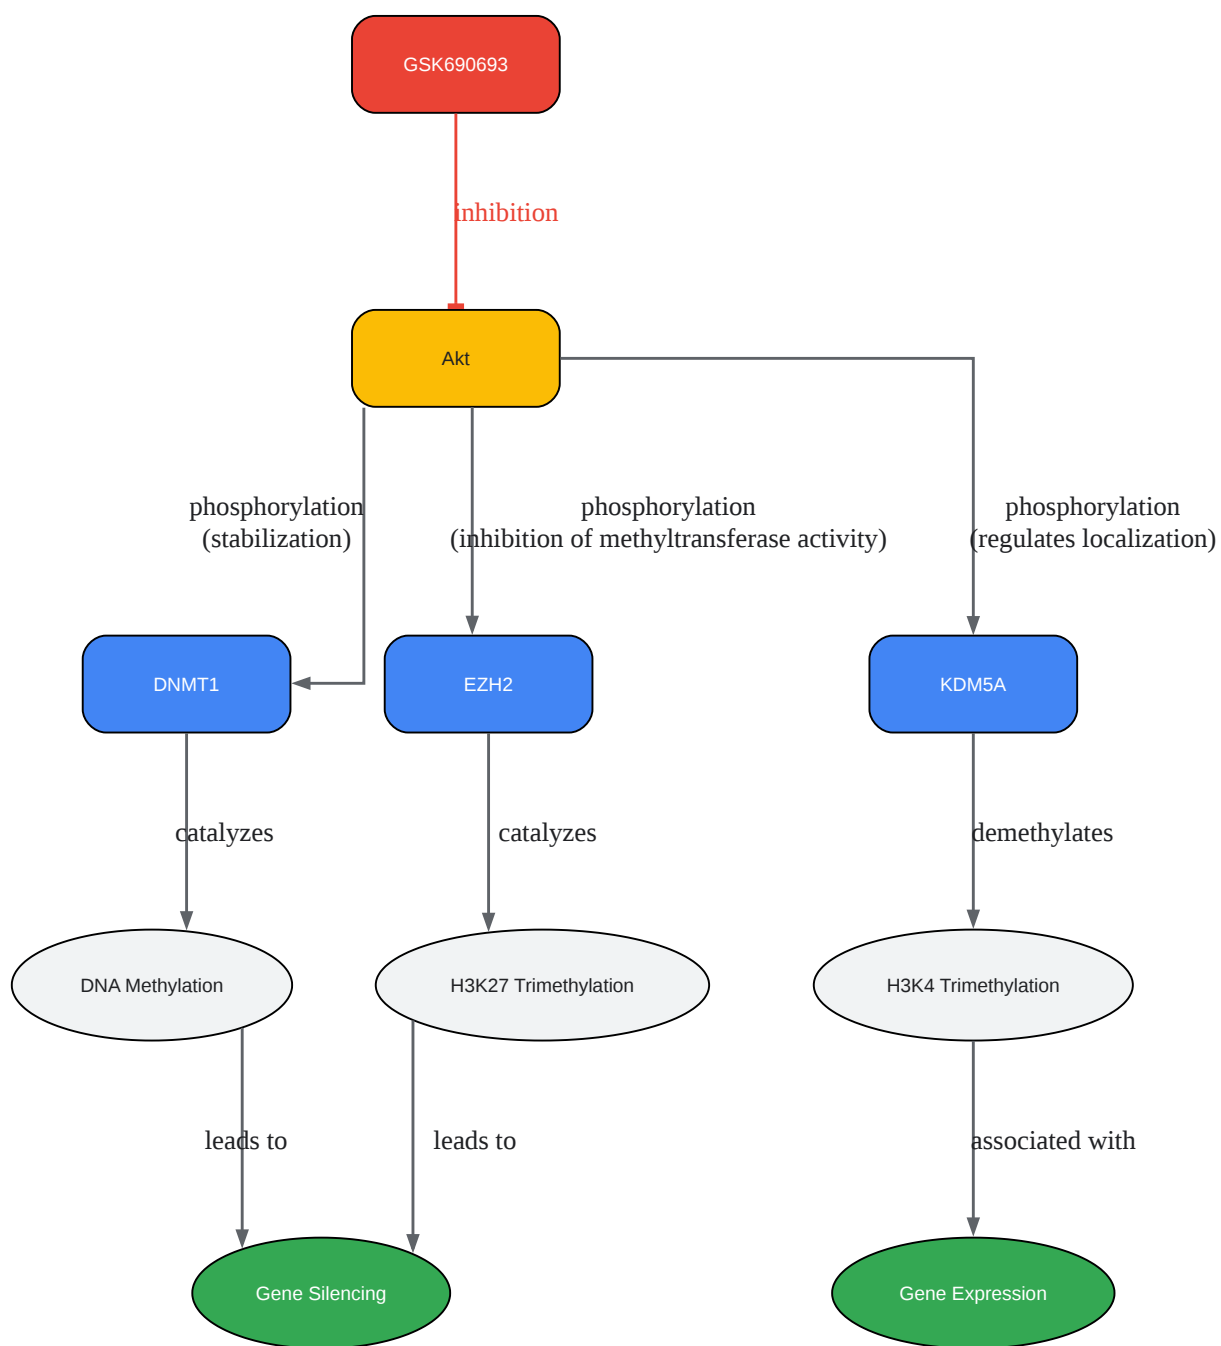 GSK690693
inhibition
Akt
phosphorylation
(stabilization)
phosphorylation
(inhibition of methyltransferase activity)
phosphorylation
(regulates localization)
DNMT1
EZH2
KDM5A
catalyzes
catalyzes
demethylates
DNA Methylation
H3K27 Trimethylation
H3K4 Trimethylation
leads to
leads to
associated with
Gene Silencing
Gene Expression